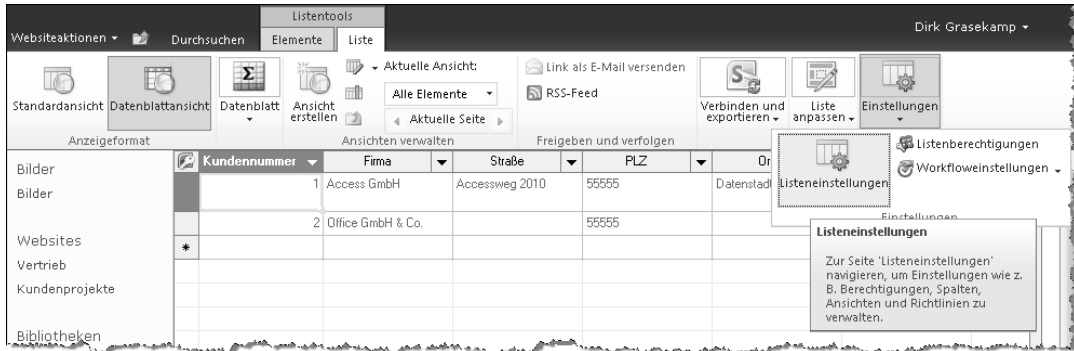 Listentools
Dirk Grasekamp
Websiteaktionen
Durchsuchen
Elemente
Liste
Standardansicht
Datenblattansicht
Anzeigeformat
Datenblatt
Ansicht
erstellen
Aktuelle Ansicht:
Alle Elemente
Aktuelle Seite
Ansichten verwalten
Link als E-Mail versenden
RSS-Feed
Freigeben und verfolgen
Verbinden und
exportieren
Liste
anpassen
Einstellungen
Listenberechtigungen
Workfloweinstellungen
Listeneinstellungen
Einstellungen
Listeneinstellungen
Zur Seite 'Listeneinstellungen'
navigieren, um Einstellungen wie z.
B. Berechtigungen, Spalten,
Ansichten und Richtlinien zu
verwalten.
Bilder
Bilder
Websites
Vertrieb
Kundenprojekte
Bibliotheken
Kundennummer Firma Straße PLZ Or
1 Access GmbH Accessweg 2010 55555 Datenstadt
2 Office GmbH & Co. 55555